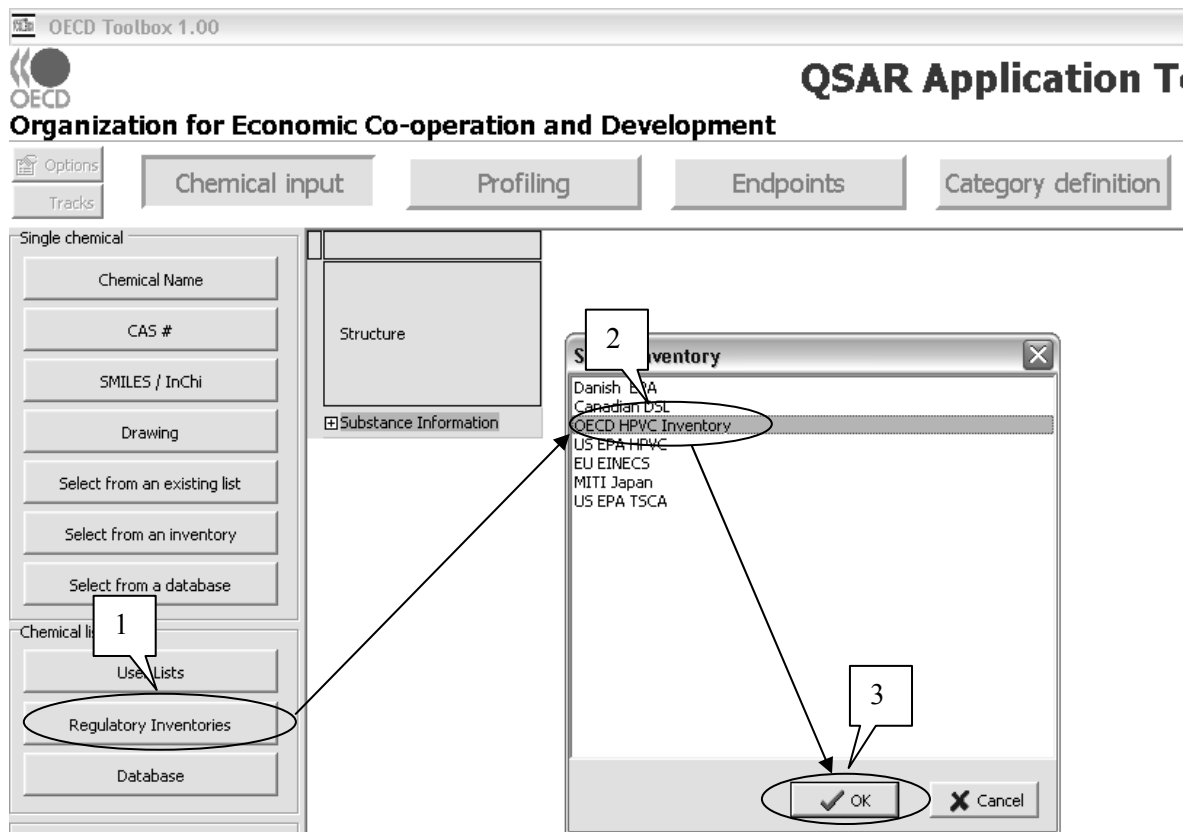 OECD Toolbox 1.00
OECD
QSAR Application
Organization for Economic Co-operation and Development
Options
Tracks
Chemical input
Profiling
Endpoints
Category definition
Single chemical
Chemical Name
CAS #
SMILES / InChi
Drawing
Select from an existing list
Select from an inventory
Select from a database
Chemical
1
User Lists
Regulatory Inventories
Database
Structure
Substance Information
2
Danish EPA
Canadian DSL
OECD HPVC Inventory
US EPA HPVC
EU EINECS
MITI Japan
US EPA TSCA
3
OK
Cancel